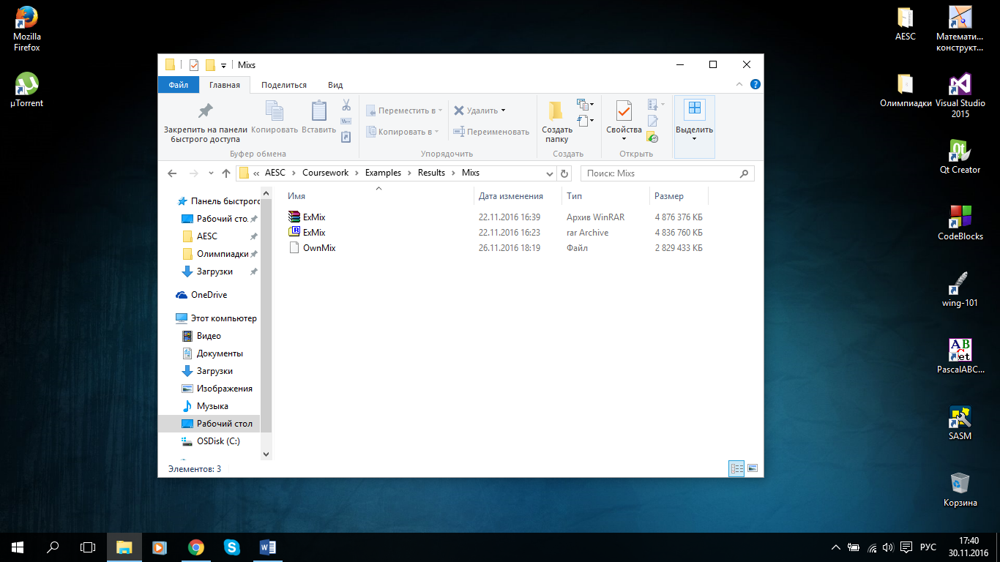 Mozilla
Firefox
µTorrent
AESC
Математи...
конструкт...
Олимпиадки
Visual Studio
2015
Qt Creator
CodeBlocks
wing-101
PascalABC...
SASM
Корзина
Mixs
Файл
Главная
Поделиться
Вид
Закрепить на панели
быстрого доступа
Копировать
Вставить
Буфер обмена
Переместить в
Копировать в
Удалить
Переименовать
Упорядочить
Создать
папку
Создать
Свойства
Открыть
Выделить
« AESC > Coursework > Examples > Results > Mixs
Поиск: Mixs
Панель быстрого
Рабочий сто.
AESC
Олимпиадки
Загрузки
OneDrive
Этот компьютер
Видео
Документы
Загрузки
Изображения
Музыка
Рабочий стол
OSDisk (C:)
Имя Дата изменения Тип Размер
ExMix 22.11.2016 16:39 Архив WinRAR 4 876 376 КБ
ExMix 22.11.2016 16:23 rar Archive 4 836 760 КБ
OwnMix 26.11.2016 18:19 Файл 2 829 433 КБ
Элементов: 3
РУС
17:40
30.11.2016